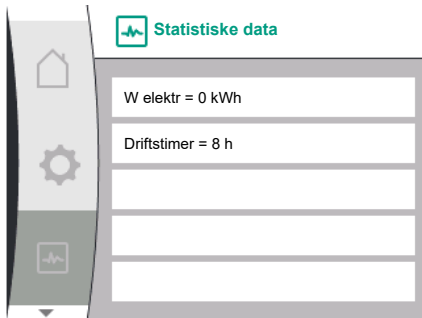 Statistiske data
W elektr = 0 kWh
Driftstimer = 8 h